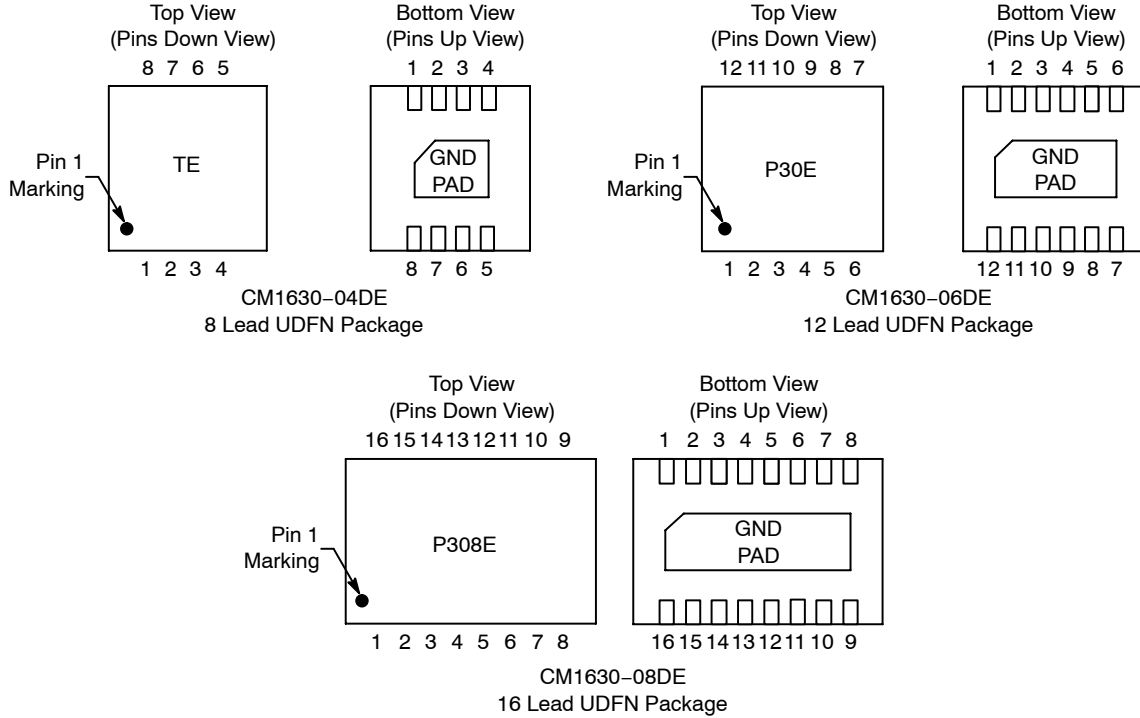 Top View
(Pins Down View)
8 7 6 5
Pin 1
Marking
TE
1 2 3 4
Bottom View
(Pins Up View)
1 2 3 4
GND
PAD
8 7 6 5
CM1630−04DE
8 Lead UDFN Package
Top View
(Pins Down View)
12 11 10 9 8 7
Pin 1
Marking
P30E
1 2 3 4 5 6
Bottom View
(Pins Up View)
1 2 3 4 5 6
GND
PAD
12 11 10 9 8 7
CM1630−06DE
12 Lead UDFN Package
Top View
(Pins Down View)
16 15 14 13 12 11 10 9
Pin 1
Marking
P308E
1 2 3 4 5 6 7 8
Bottom View
(Pins Up View)
1 2 3 4 5 6 7 8
GND
PAD
16 15 14 13 12 11 10 9
CM1630−08DE
16 Lead UDFN Package